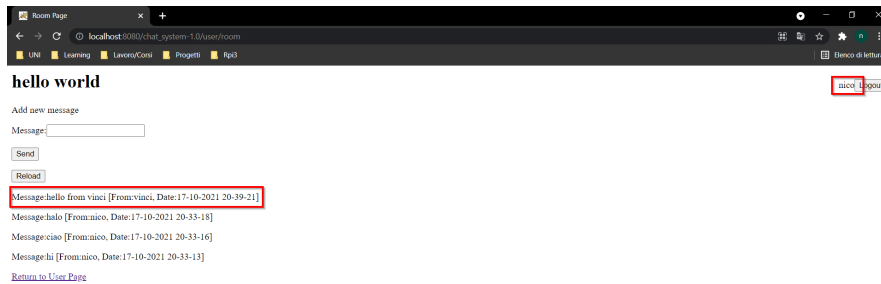 Room Page
localhost:8080/chat_system-1.0/user/room
UNI Learning Lavoro/Corsi Progetti Rpi3 Elenco di lettur
hello world
nico Logout
Add new message
Message:
Send
Reload
Message:hello from vinci [From:vinci, Date:17-10-2021 20-39-21]
Message:halo [From:nico, Date:17-10-2021 20-33-18]
Message:ciao [From:nico, Date:17-10-2021 20-33-16]
Message:hi [From:nico, Date:17-10-2021 20-33-13]
Return to User Page